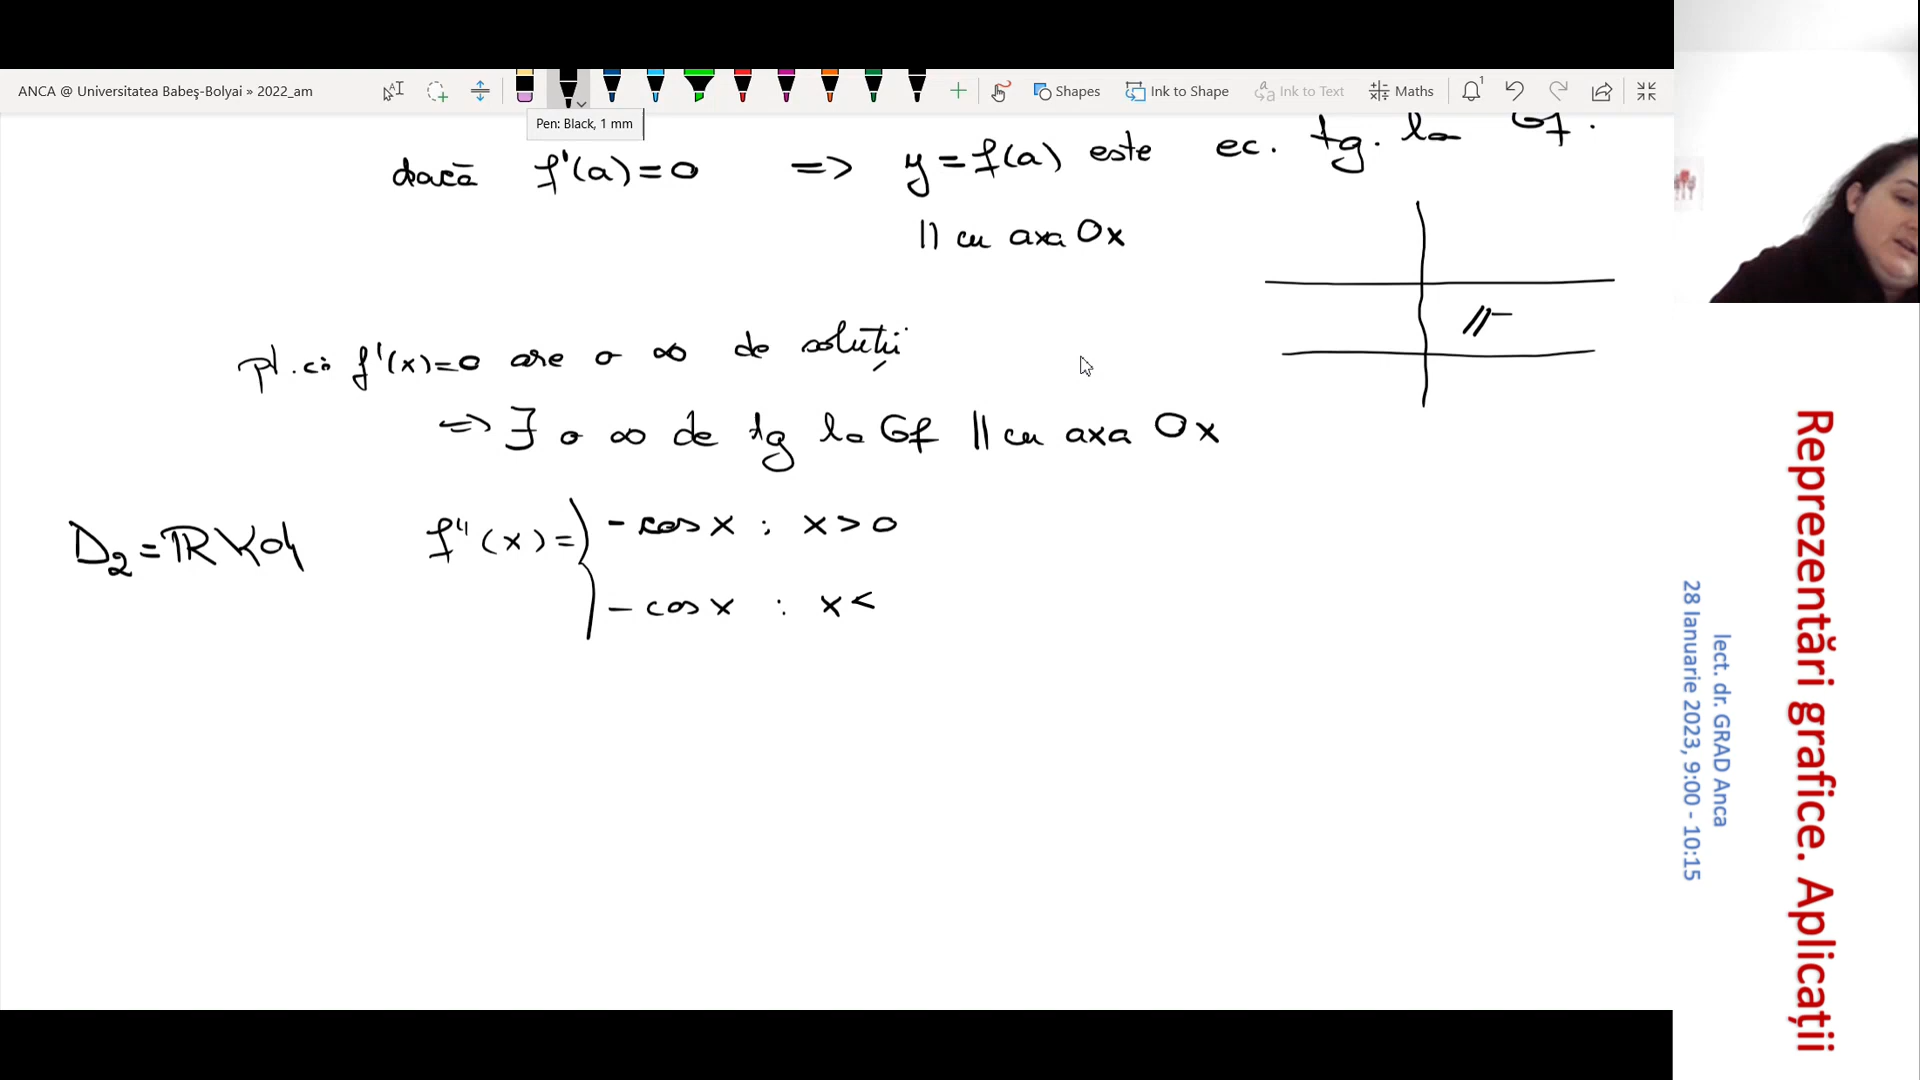 ANCA @ Universitatea Babeş-Bolyai » 2022_am
Shapes
Ink to Shape
Ink to Text
Maths
1
Pen: Black, 1 mm
dacă f'(a)=0 => y=f(a) este ec. tg. la Gf.
|| cu axa Ox
pt. că f'(x)=0 are o ∞ de soluții
=> ∃ o ∞ de tg la Gf || cu axa Ox
D2=ℝ\{0} f''(x)={ -cos x ; x>0
-cos x : x<
Reprezentări grafice. Aplicații
lect. dr. GRAD Anca
28 Ianuarie 2023, 9:00 - 10:15